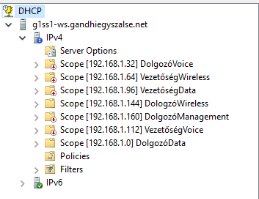 DHCP
g1ss1-ws.gandhiegyszalse.net
IPv4
Server Options
Scope [192.168.1.32] DolgozóVoice
Scope [192.168.1.64] VezetőségWireless
Scope [192.168.1.96] VezetőségData
Scope [192.168.1.144] DologzóWireless
Scope [192.168.1.160] DolgozóManagement
Scope [192.168.1.112] VezetőségVoice
Scope [192.168.1.0] DolgozóData
Policies
Filters
IPv6